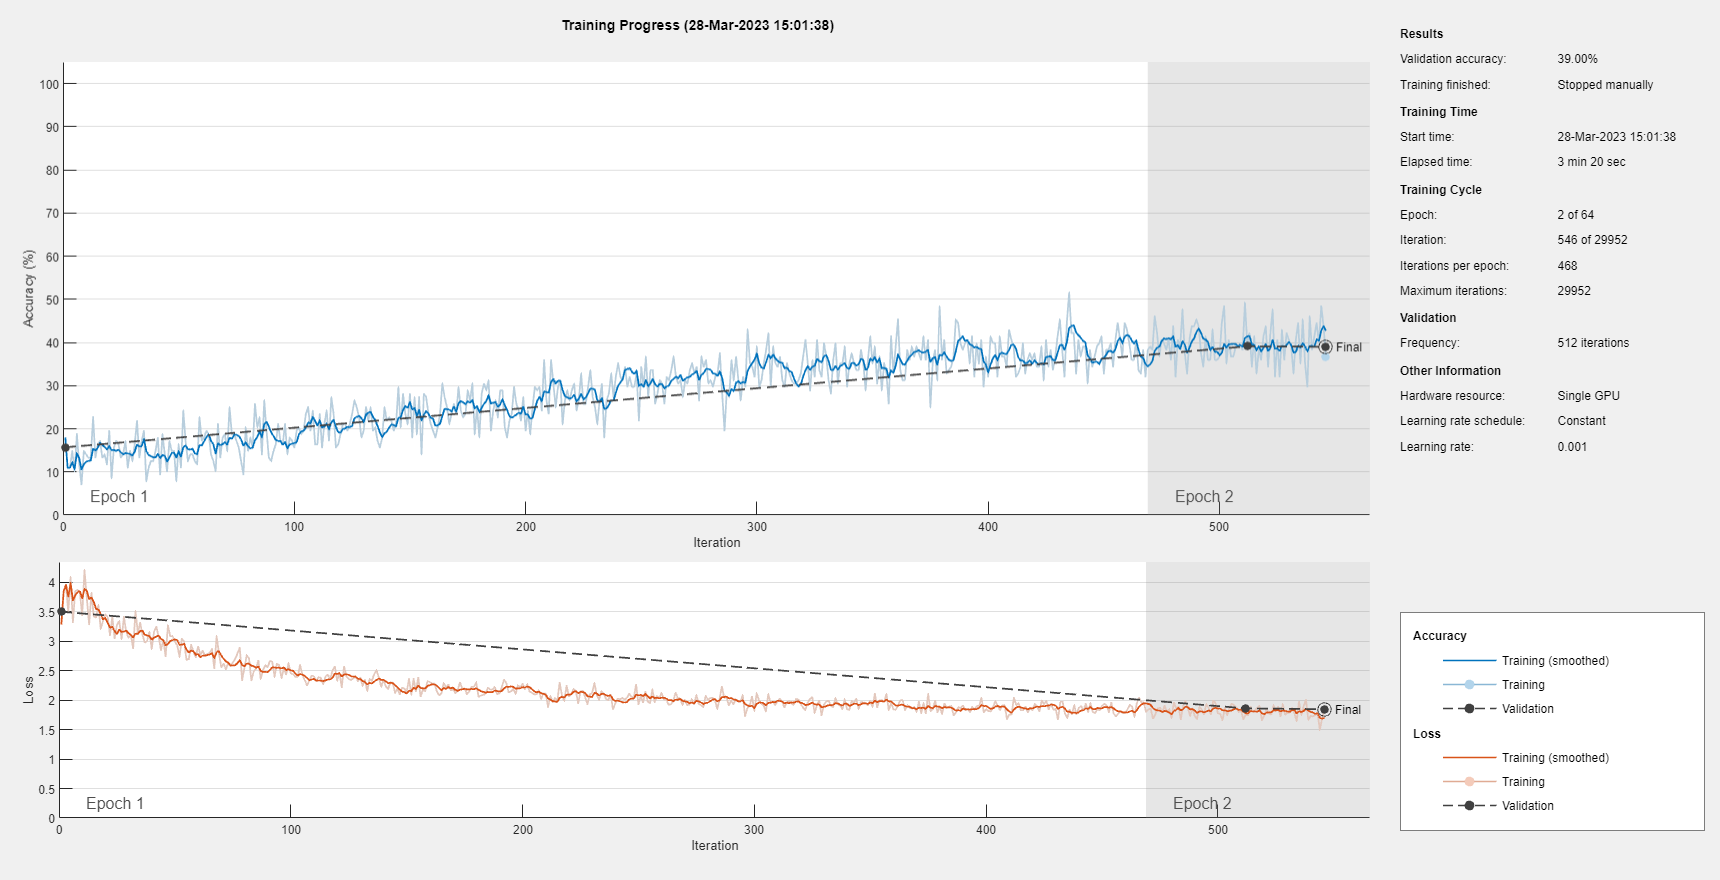 Training Progress (28-Mar-2023 15:01:38)
Accuracy (%)
100
90
80
70
60
50
40
30
20
10
0
Final
Epoch 1
Epoch 2
0 100 200 300 400 500
Iteration
Loss
4
3.5
3
2.5
2
1.5
1
0.5
0
Final
Epoch 1
Epoch 2
0 100 200 300 400 500
Iteration
Results
Validation accuracy: 39.00%
Training finished: Stopped manually
Training Time
Start time: 28-Mar-2023 15:01:38
Elapsed time: 3 min 20 sec
Training Cycle
Epoch: 2 of 64
Iteration: 546 of 29952
Iterations per epoch: 468
Maximum iterations: 29952
Validation
Frequency: 512 iterations
Other Information
Hardware resource: Single GPU
Learning rate schedule: Constant
Learning rate: 0.001
Accuracy
Training (smoothed)
Training
Validation
Loss
Training (smoothed)
Training
Validation